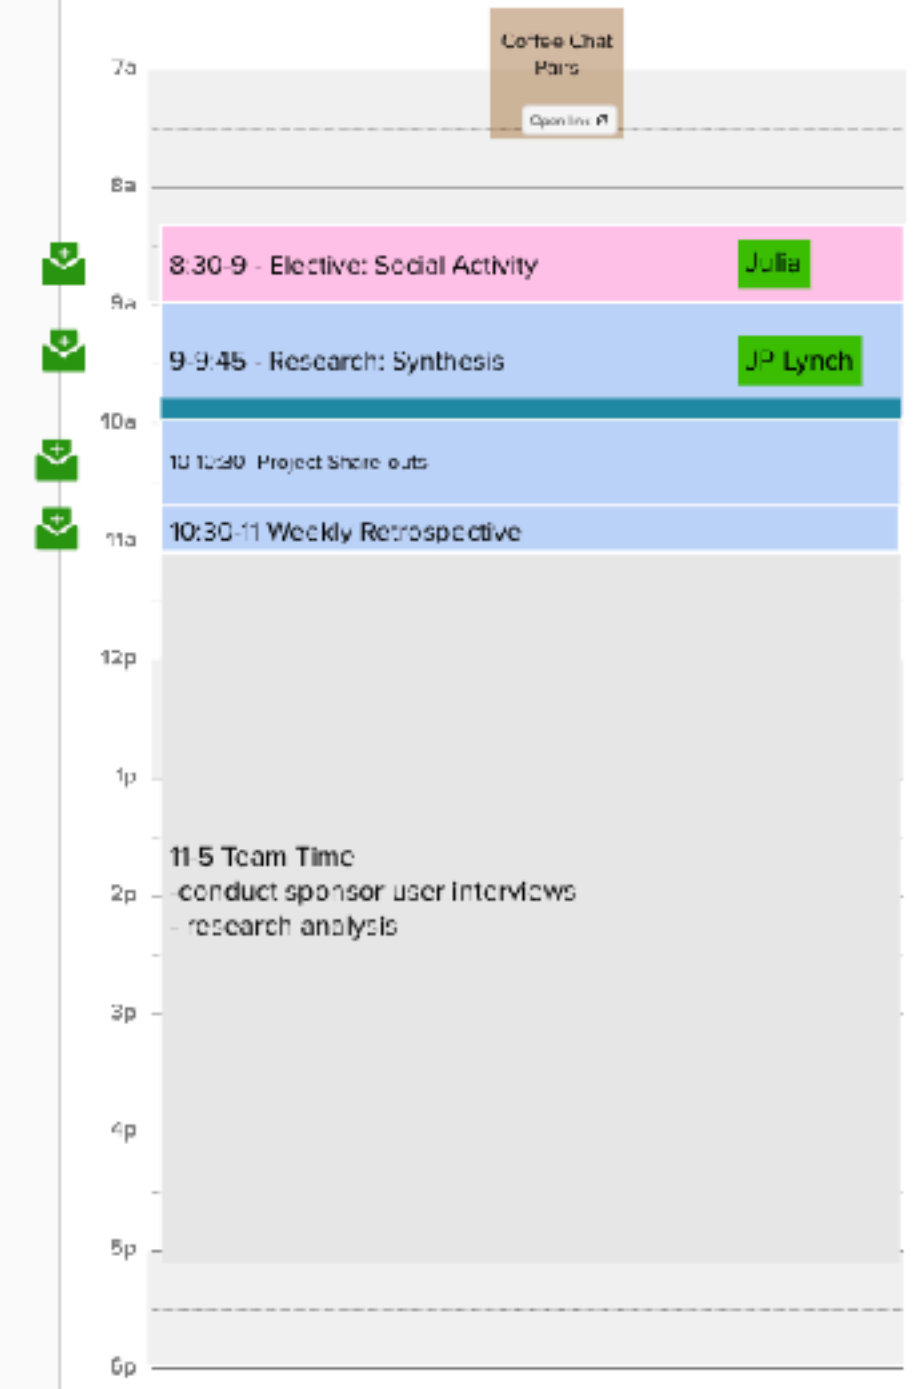 Coffee Chat
Pairs
Open link
7a
8a
8:30-9 - Elective: Social Activity
Julia
9a
9-9:45 - Research: Synthesis
JP Lynch
10a
10-10:30 Project Share-outs
10:30-11 Weekly Retrospective
11a
12p
1p
11-5 Team Time
-conduct sponsor user interviews
2p
- research analysis
3p
4p
5p
6p